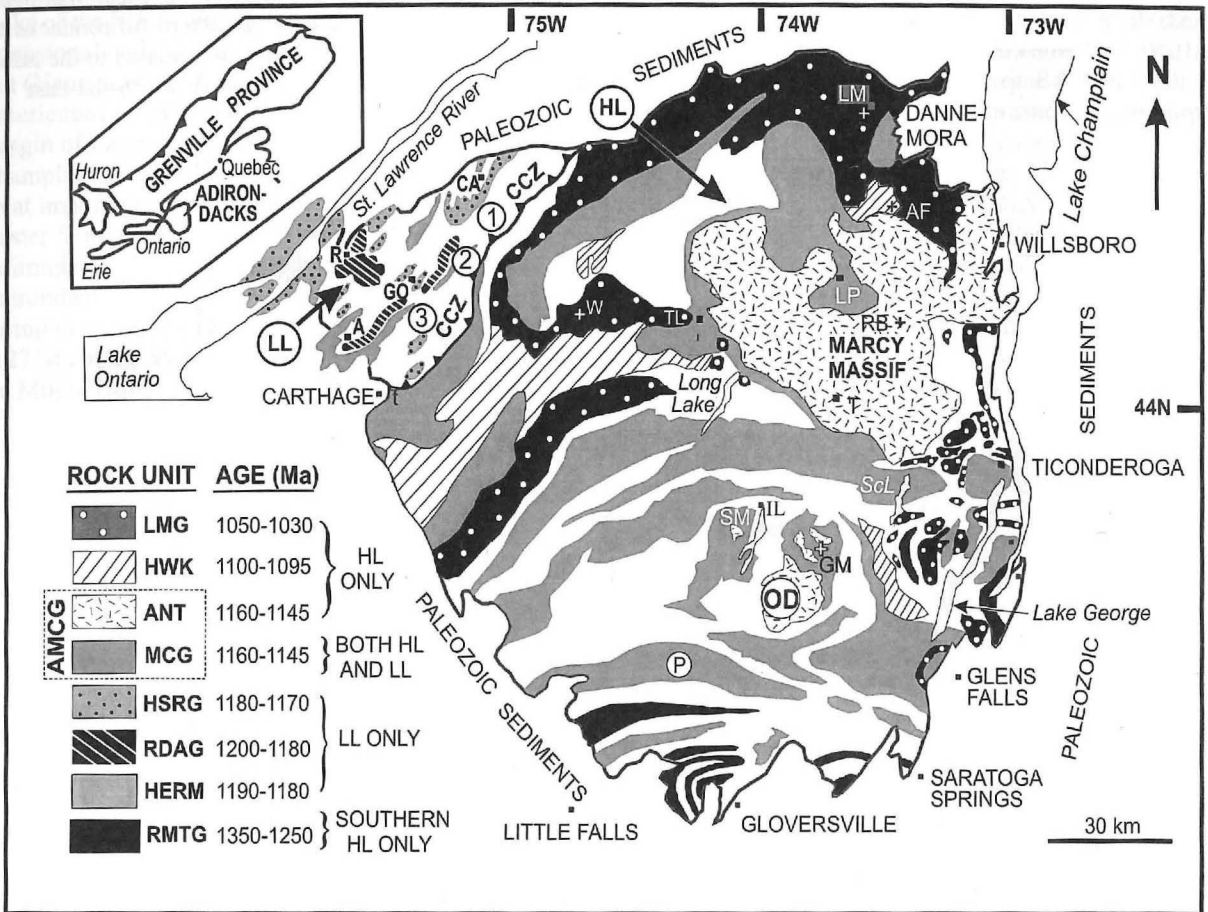 75W
74W
73W
N
Lake Champlain
SEDIMENTS
PALEOZOIC
HL
LM
DANNE-
MORA
AF
WILLSBORO
GRENVILLE
PROVINCE
Quebec
ADIRON-
DACKS
Huron
Ontario
Erie
St. Lawrence River
CA
CCZ
1
R
2
GO
3
A
CCZ
LL
Lake
Ontario
CARTHAGE
t
W
TL
LP
RB
MARCY
MASSIF
T
Long
Lake
44N
SEDIMENTS
TICONDEROGA
ScL
IL
SM
GM
OD
Lake George
P
GLENS
FALLS
PALEOZOIC
SARATOGA
SPRINGS
GLOVERSVILLE
LITTLE FALLS
PALEOZOIC SEDIMENTS
30 km
ROCK UNIT AGE (Ma)
LMG 1050-1030
HWK 1100-1095
ANT 1160-1145
HL
ONLY
AMCG
MCG 1160-1145
BOTH HL
AND LL
HSRG 1180-1170
RDAG 1200-1180
LL ONLY
HERM 1190-1180
RMTG 1350-1250
SOUTHERN
HL ONLY